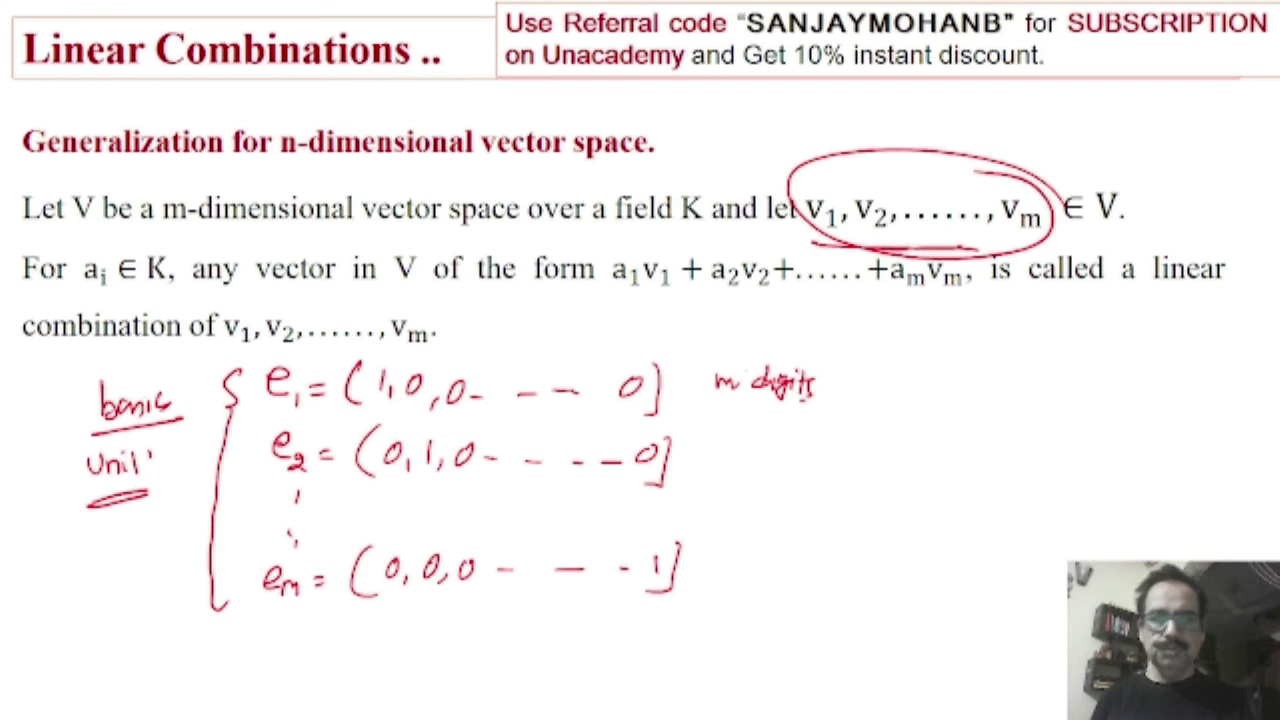 Linear Combinations ..
Use Referral code “SANJAYMOHANB" for SUBSCRIPTION
on Unacademy and Get 10% instant discount.
Generalization for n-dimensional vector space.
Let V be a m-dimensional vector space over a field K and let v₁, v₂, ......, vₘ ∈ V.
For aᵢ ∈ K, any vector in V of the form a₁v₁ + a₂v₂+......+aₘvₘ, is called a linear
combination of v₁, v₂, ......, vₘ.
e₁ = (1, 0, 0 - - - 0] m digits
basic
e₂ = (0, 1, 0 - - - - 0]
unit
eₘ = (0, 0, 0 - - - 1]